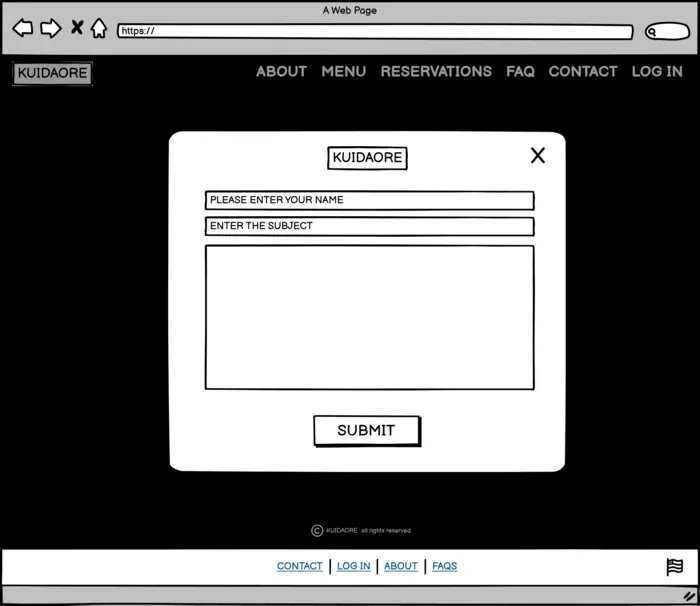 A Web Page
https://
KUIDAORE
ABOUT MENU RESERVATIONS FAQ CONTACT LOG IN
KUIDAORE
X
PLEASE ENTER YOUR NAME
ENTER THE SUBJECT
SUBMIT
© KUIDAORE all rights reserved
CONTACT | LOG IN | ABOUT | FAQS